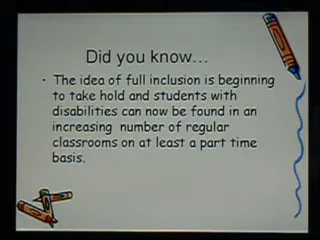 Did you know...
• The idea of full inclusion is beginning
to take hold and students with
disabilities can now be found in an
increasing number of regular
classrooms on at least a part time
basis.